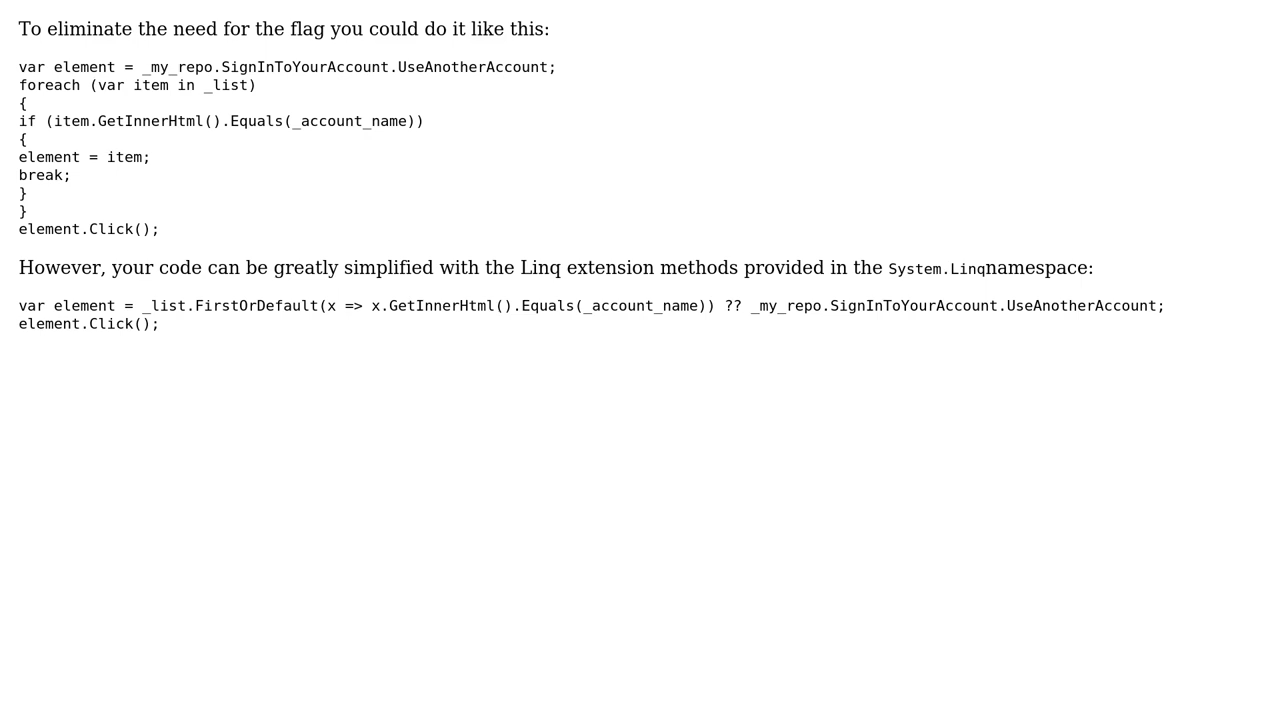 To eliminate the need for the flag you could do it like this:
var element = _my_repo.SignInToYourAccount.UseAnotherAccount;
foreach (var item in _list)
{
if (item.GetInnerHtml().Equals(_account_name))
{
element = item;
break;
}
}
element.Click();
However, your code can be greatly simplified with the Linq extension methods provided in the System.Linqnamespace:
var element = _list.FirstOrDefault(x => x.GetInnerHtml().Equals(_account_name)) ?? _my_repo.SignInToYourAccount.UseAnotherAccount;
element.Click();